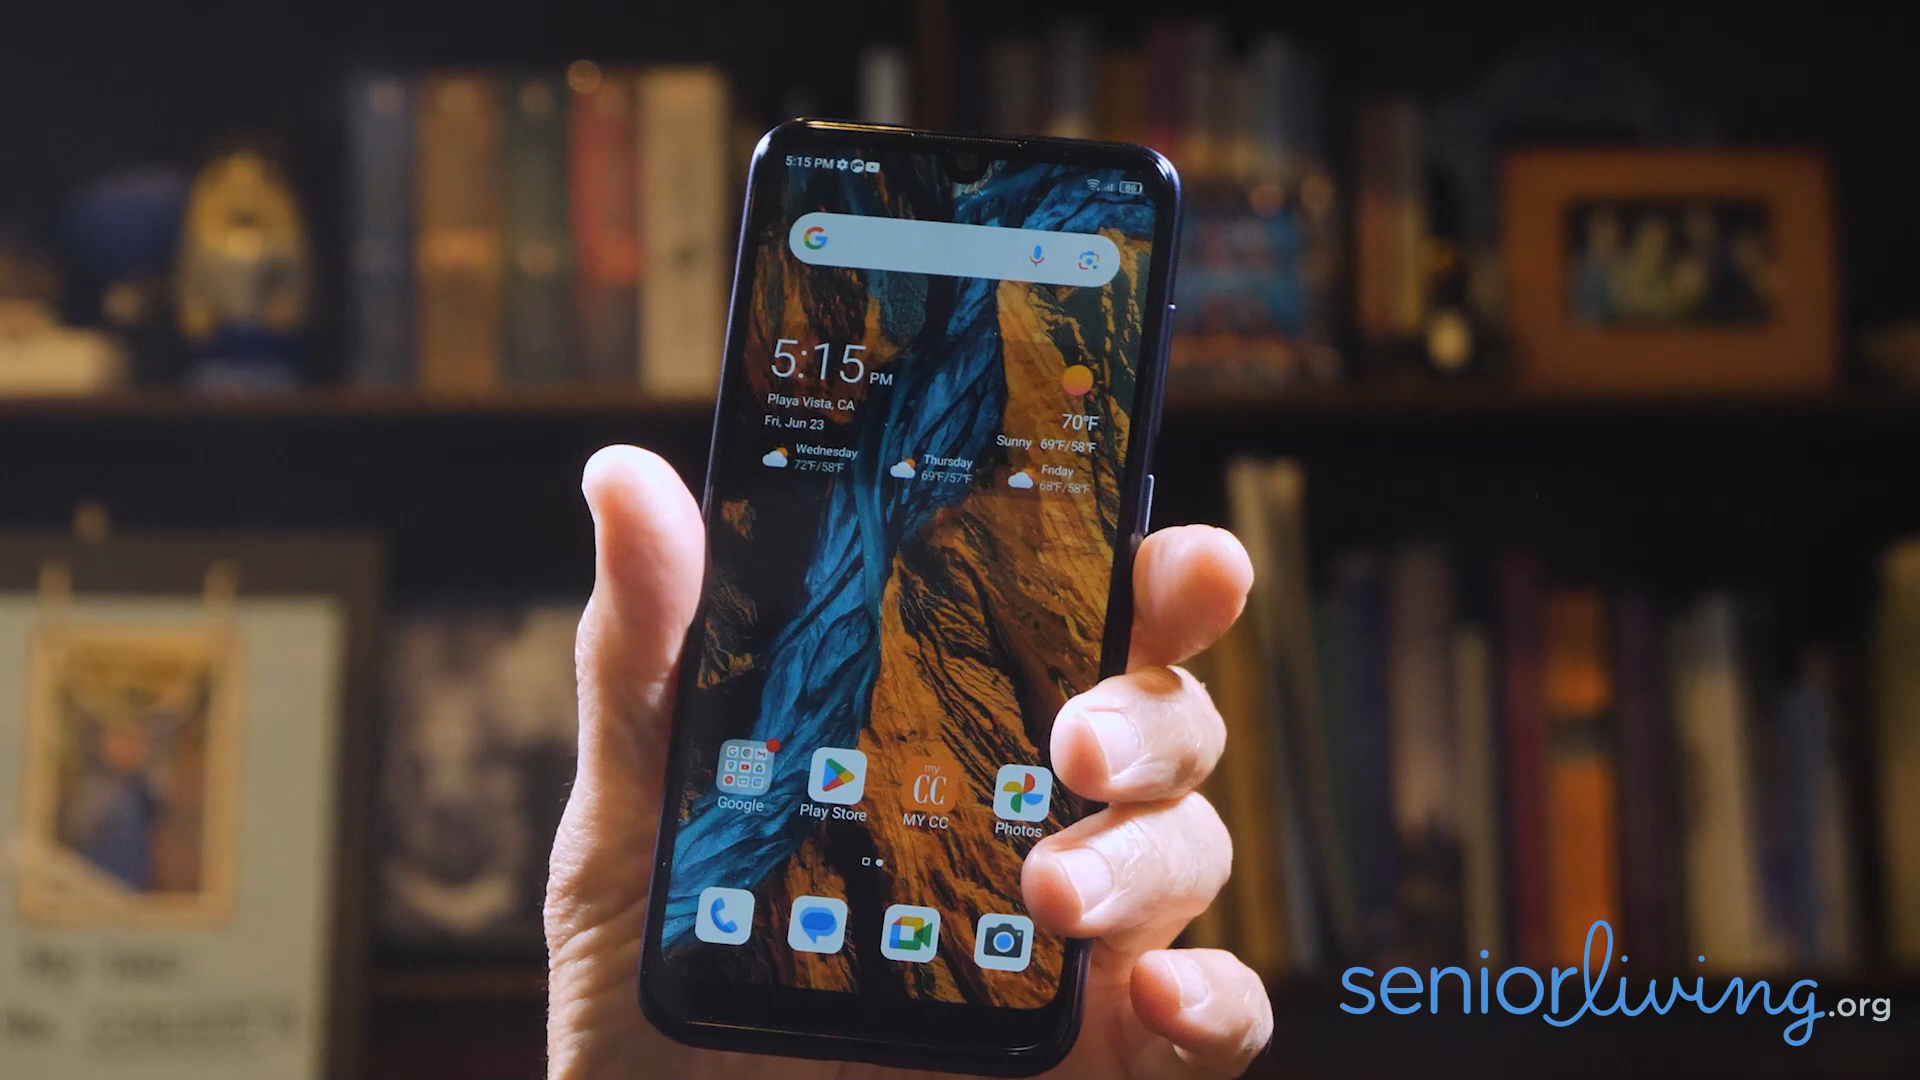 5:15 PM
66
5:15 PM
Playa Vista, CA
Fri, Jun 23
70°F
Sunny 69°F/58°F
Wednesday
72°F/58°F
Thursday
69°F/57°F
Friday
68°F/58°F
Google
Play Store
my
CC
MY CC
Photos
seniorliving.org